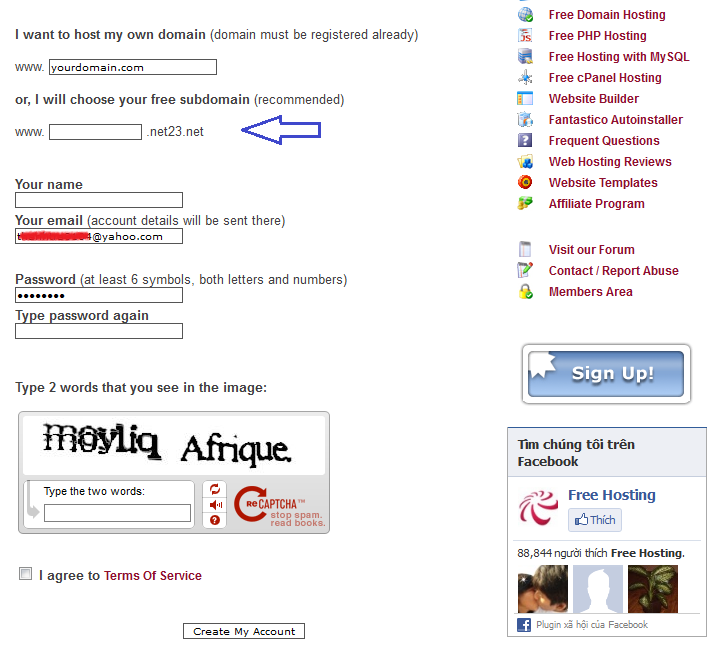 I want to host my own domain (domain must be registered already)
www. yourdomain.com
or, I will choose your free subdomain (recommended)
www. .net23.net
Your name
Your email (account details will be sent there)
4@yahoo.com
Password (at least 6 symbols, both letters and numbers)
Type password again
Type 2 words that you see in the image:
moyliq Afrique.
Type the two words:
reCAPTCHA™
stop spam.
read books.
I agree to Terms Of Service
Create My Account
Free Domain Hosting
Free PHP Hosting
Free Hosting with MySQL
Free cPanel Hosting
Website Builder
Fantastico Autoinstaller
Frequent Questions
Web Hosting Reviews
Website Templates
Affiliate Program
Visit our Forum
Contact / Report Abuse
Members Area
Sign Up!
Tìm chúng tôi trên
Facebook
Free Hosting
Thích
88,844 người thích Free Hosting.
Plugin xã hội của Facebook